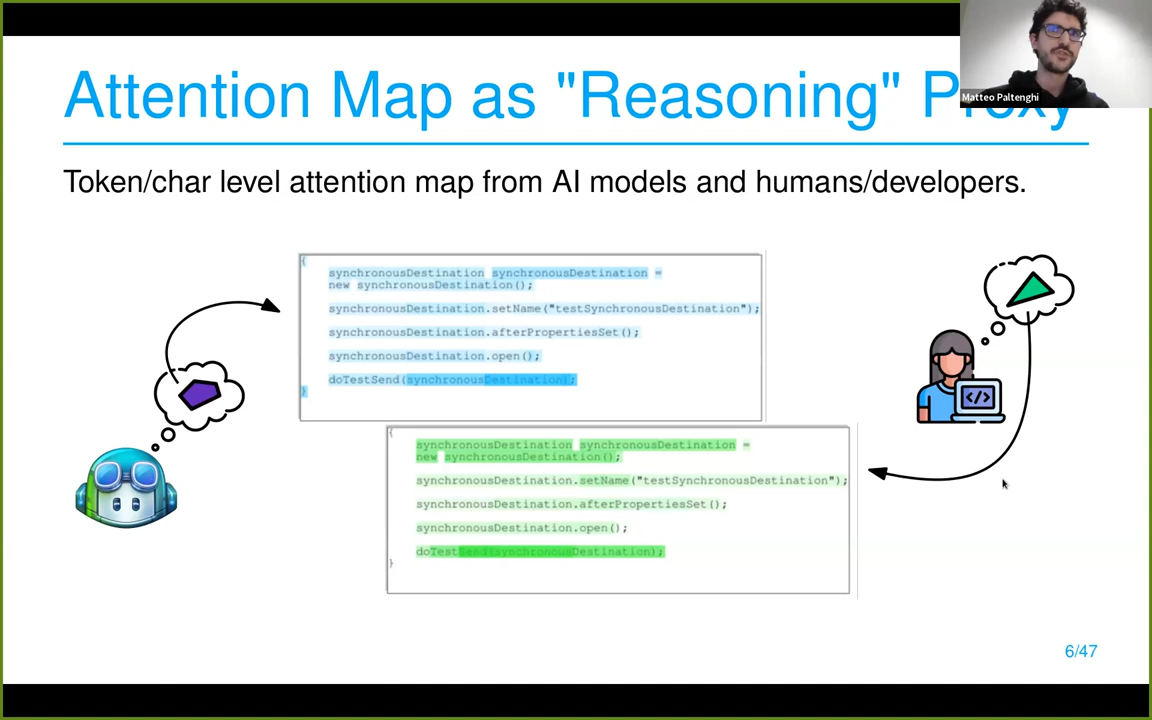 Attention Map as "Reasoning" Proxy
Matteo Paltenghi
Token/char level attention map from AI models and humans/developers.
{
synchronousDestination synchronousDestination =
new synchronousDestination();
synchronousDestination.setName("testSynchronousDestination");
synchronousDestination.afterPropertiesSet();
synchronousDestination.open();
doTestSend(synchronousDestination);
}
</>
{
synchronousDestination synchronousDestination =
new synchronousDestination();
synchronousDestination.setName("testSynchronousDestination");
synchronousDestination.afterPropertiesSet();
synchronousDestination.open();
doTestSend(synchronousDestination);
}
6/47